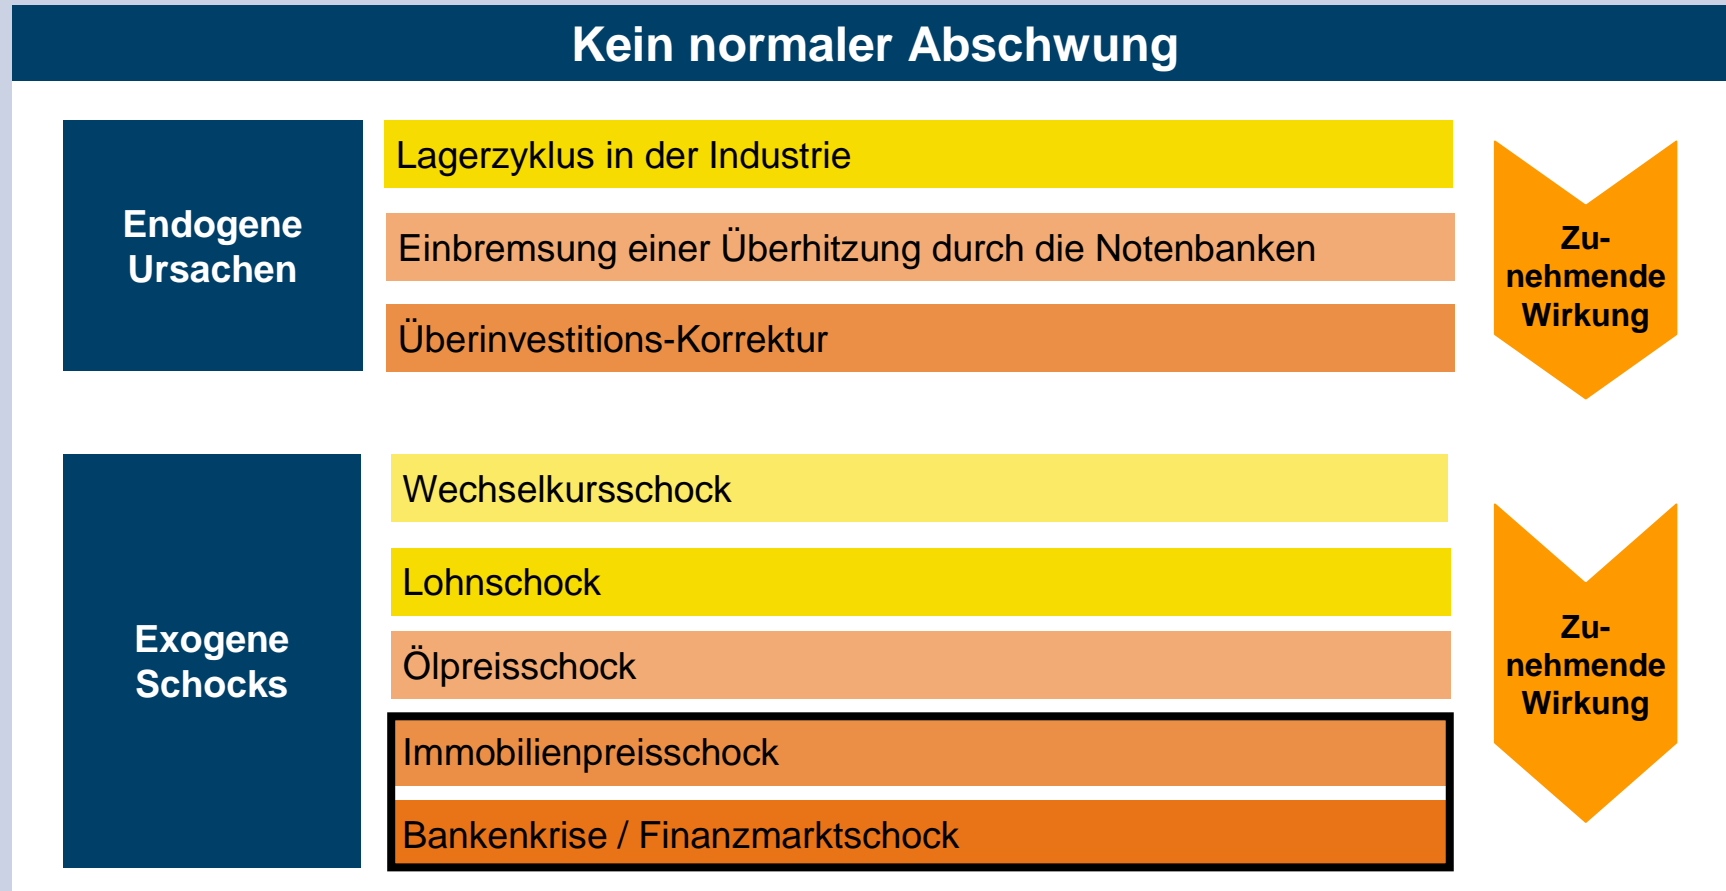 Kein normaler Abschwung
Endogene
Ursachen
Lagerzyklus in der Industrie
Einbremsung einer Überhitzung durch die Notenbanken
Überinvestitions-Korrektur
Zu-
nehmende
Wirkung
Exogene
Schocks
Wechselkursschock
Lohnschock
Ölpreisschock
Immobilienpreisschock
Bankenkrise / Finanzmarktschock
Zu-
nehmende
Wirkung